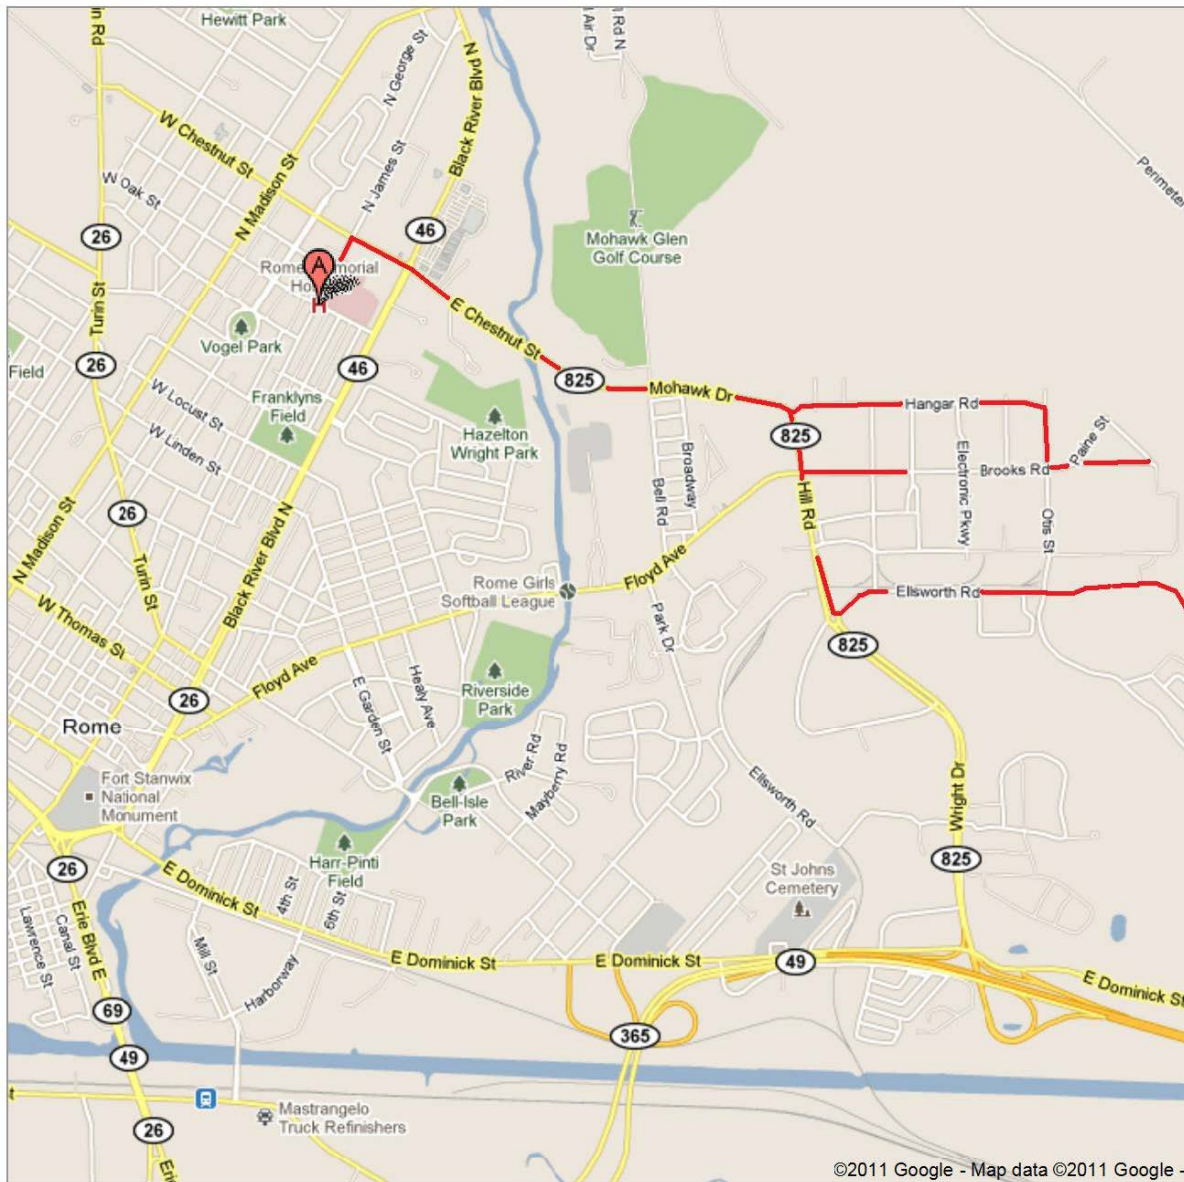 Hewitt Park
N George St
Black River Blvd N
W Chestnut St
N Madison St
N James St
W Oak St
Perimeter
Mohawk Glen
Golf Course
26
46
A
H
Turin St
E Chestnut St
Vogel Park
26
46
Field
825
Mohawk Dr
Hangar Rd
Franklyns
Field
W Locust St
W Linden St
Hazelton
Wright Park
825
Broadway
Bell Rd
Electronic Pkwy
Brooks Rd
Paine St
Hill Rd
Otis St
26
Black River Blvd N
N Madison St
Turin St
Floyd Ave
Rome Girls
Softball League
Ellsworth Rd
W Thomas St
Park Dr
825
Floyd Ave
E Garden St
Healy Ave
Riverside
Park
26
Rome
River Rd
Mayberry Rd
Ellsworth Rd
Wright Dr
Fort Stanwix
National
Monument
Bell-Isle
Park
Harr-Pinti
Field
825
St Johns
Cemetery
26
E Dominick St
4th St
6th St
Lawrence St
Canal St
Erie Blvd E
Mill St
Harborway
E Dominick St
E Dominick St
49
E Dominick St
69
365
49
Mastrangelo
Truck Refinishers
26
©2011 Google - Map data ©2011 Google -